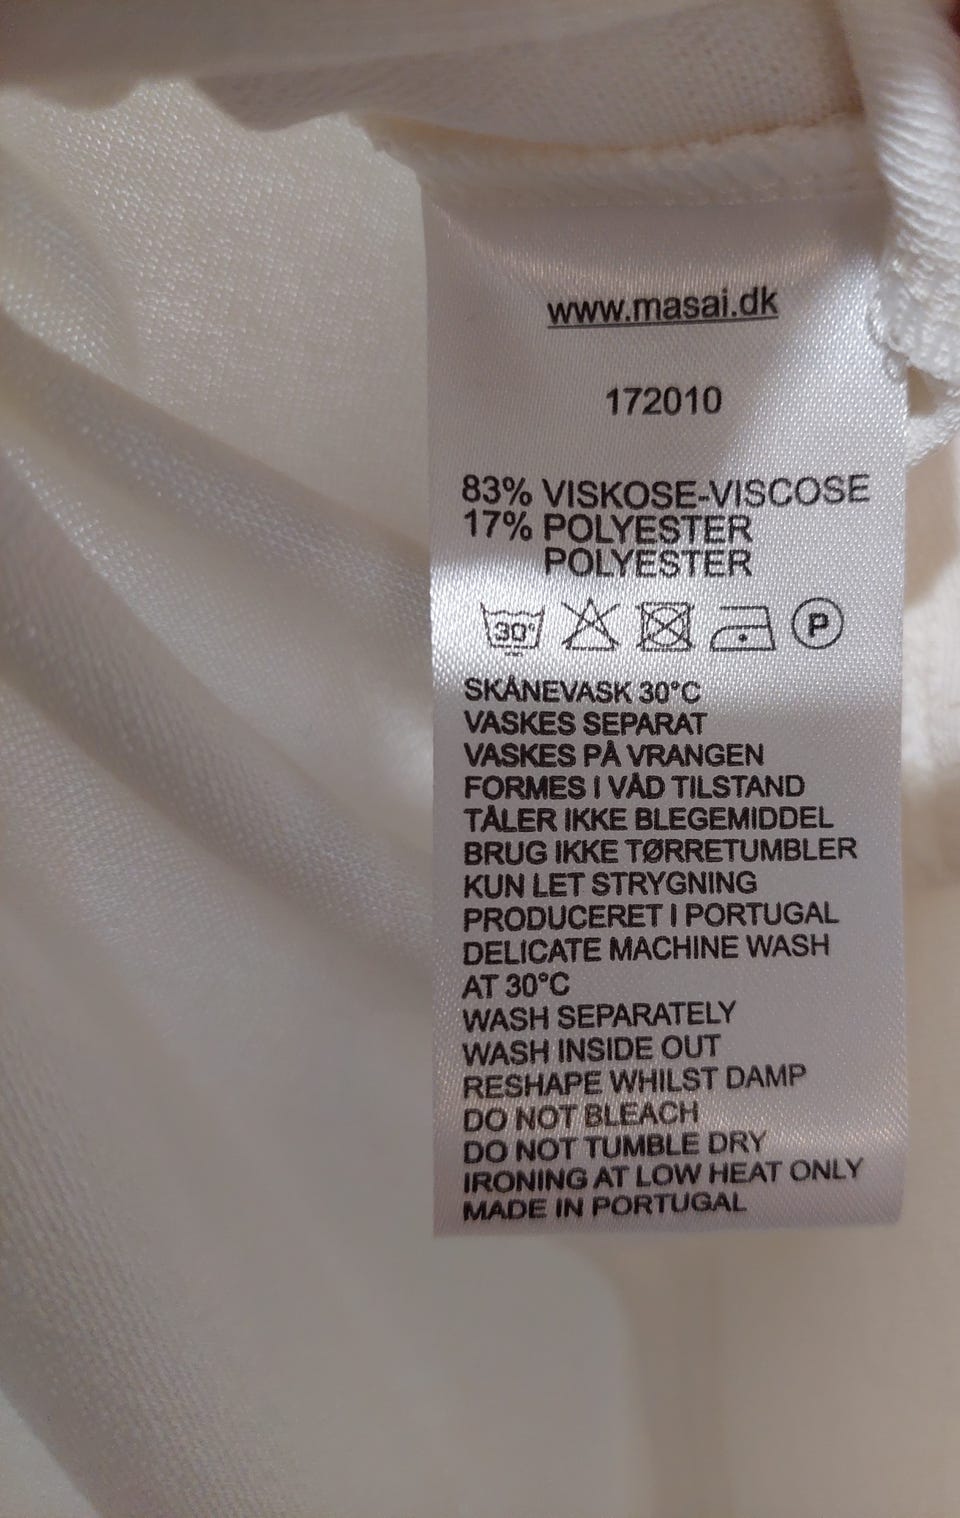 www.masai.dk
172010
83% VISKOSE-VISCOSE
17% POLYESTER
POLYESTER
30° P
SKÅNEVASK 30°C
VASKES SEPARAT
VASKES PÅ VRANGEN
FORMES I VÅD TILSTAND
TÅLER IKKE BLEGEMIDDEL
BRUG IKKE TØRRETUMBLER
KUN LET STRYGNING
PRODUCERET I PORTUGAL
DELICATE MACHINE WASH
AT 30°C
WASH SEPARATELY
WASH INSIDE OUT
RESHAPE WHILST DAMP
DO NOT BLEACH
DO NOT TUMBLE DRY
IRONING AT LOW HEAT ONLY
MADE IN PORTUGAL